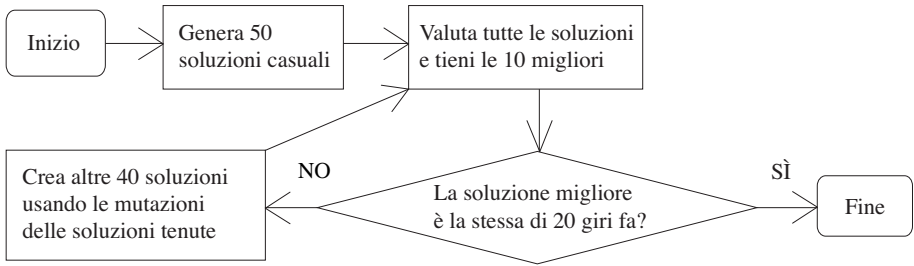 Inizio
Genera 50
soluzioni casuali
Valuta tutte le soluzioni
e tieni le 10 migliori
La soluzione migliore
è la stessa di 20 giri fa?
NO
SÌ
Crea altre 40 soluzioni
usando le mutazioni
delle soluzioni tenute
Fine